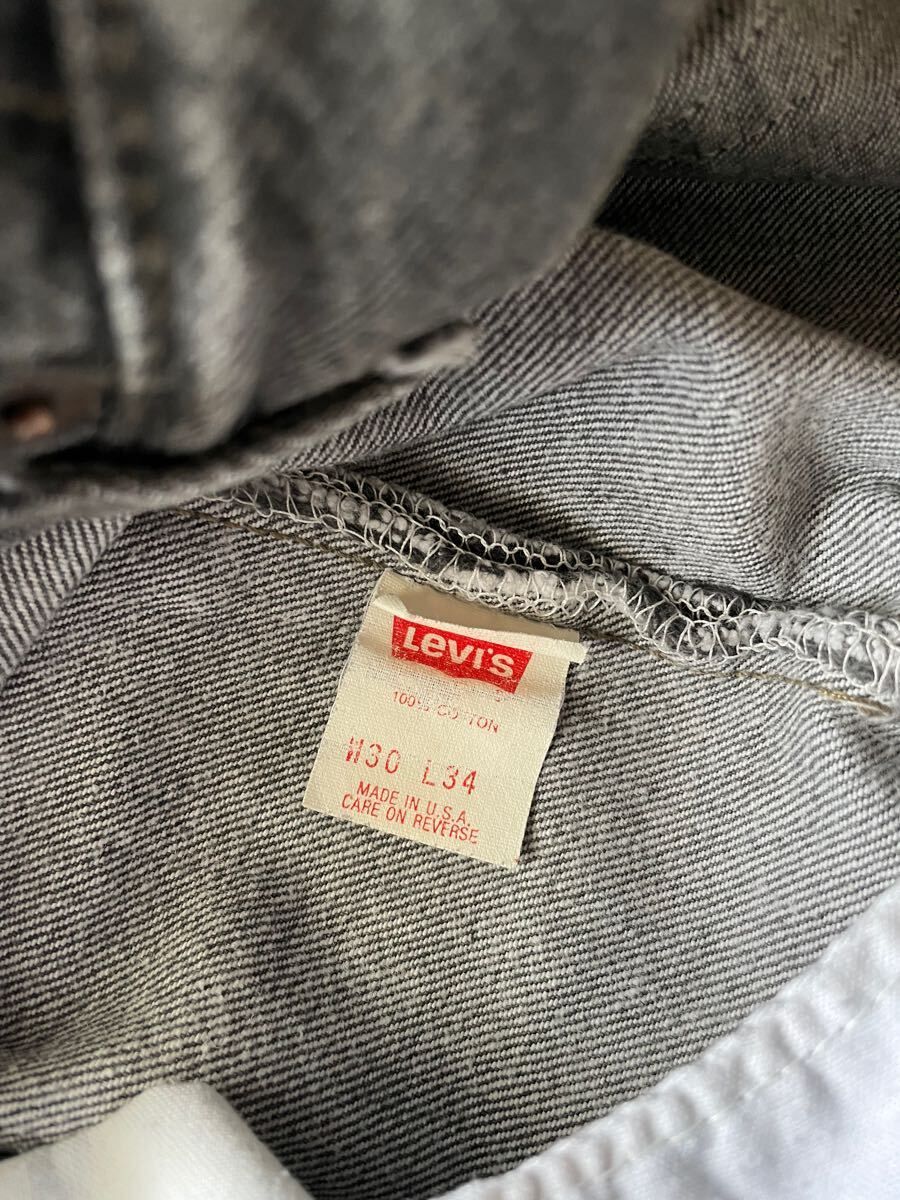 Levi's
100% COTTON
W30 L34
MADE IN U.S.A.
CARE ON REVERSE